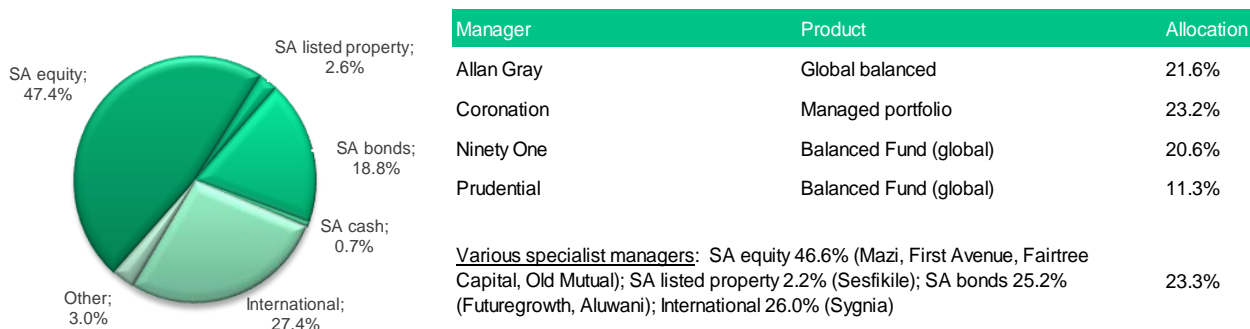 SA listed property;
2.6%
SA equity;
47.4%
SA bonds;
18.8%
SA cash;
0.7%
Other;
3.0%
International;
27.4%
Manager Product Allocation
Allan Gray Global balanced 21.6%
Coronation Managed portfolio 23.2%
Ninety One Balanced Fund (global) 20.6%
Prudential Balanced Fund (global) 11.3%
Various specialist managers: SA equity 46.6% (Mazi, First Avenue, Fairtree
Capital, Old Mutual); SA listed property 2.2% (Sesfikile); SA bonds 25.2%
(Futuregrowth, Aluwani); International 26.0% (Sygnia)
23.3%